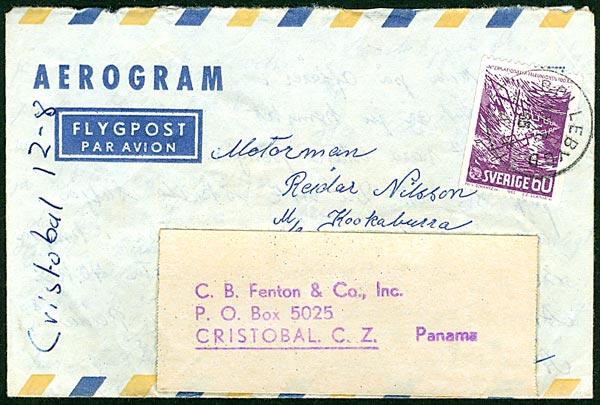 AEROGRAM
FLYGPOST
PAR AVION
Cristobal 12-8
SVERIGE 60
Motorman
Reidar Nilsson
M/s Kookaburra
C. B. Fenton & Co., Inc.
P. O. Box 5025
CRISTOBAL. C. Z. Panama